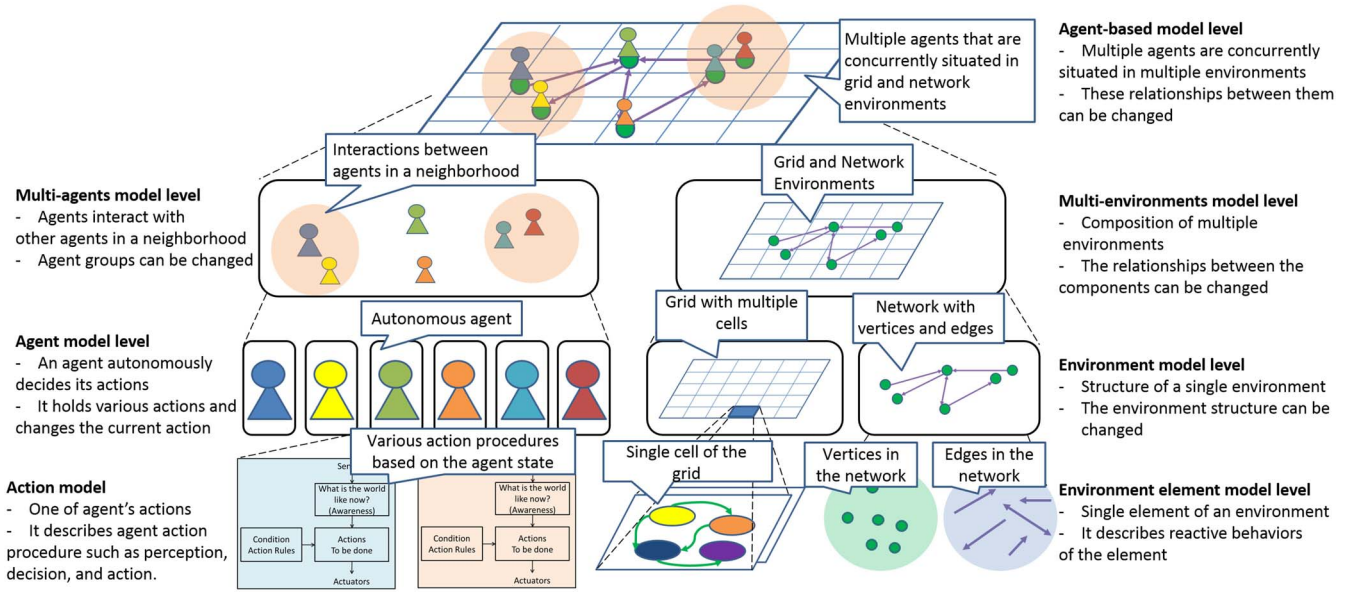 Multiple agents that are
concurrently situated in
grid and network
environments
Agent-based model level
- Multiple agents are concurrently
situated in multiple environments
- These relationships between them
can be changed
Interactions between
agents in a neighborhood
Grid and Network
Environments
Multi-agents model level
- Agents interact with
other agents in a neighborhood
- Agent groups can be changed
Multi-environments model level
- Composition of multiple
environments
- The relationships between the
components can be changed
Autonomous agent
Grid with multiple
cells
Network with
vertices and edges
Agent model level
- An agent autonomously
decides its actions
- It holds various actions and
changes the current action
Environment model level
- Structure of a single environment
- The environment structure can be
changed
Various action procedures
based on the agent state
Single cell of the
grid
Vertices in
the network
Edges in the
network
Action model
- One of agent's actions
- It describes agent action
procedure such as perception,
decision, and action.
What is the world
like now?
(Awareness)
Condition
Action Rules
Actions
To be done
Actuators
What is the world
like now?
(Awareness)
Condition
Action Rules
Actions
To be done
Actuators
Environment element model level
- Single element of an environment
- It describes reactive behaviors
of the element